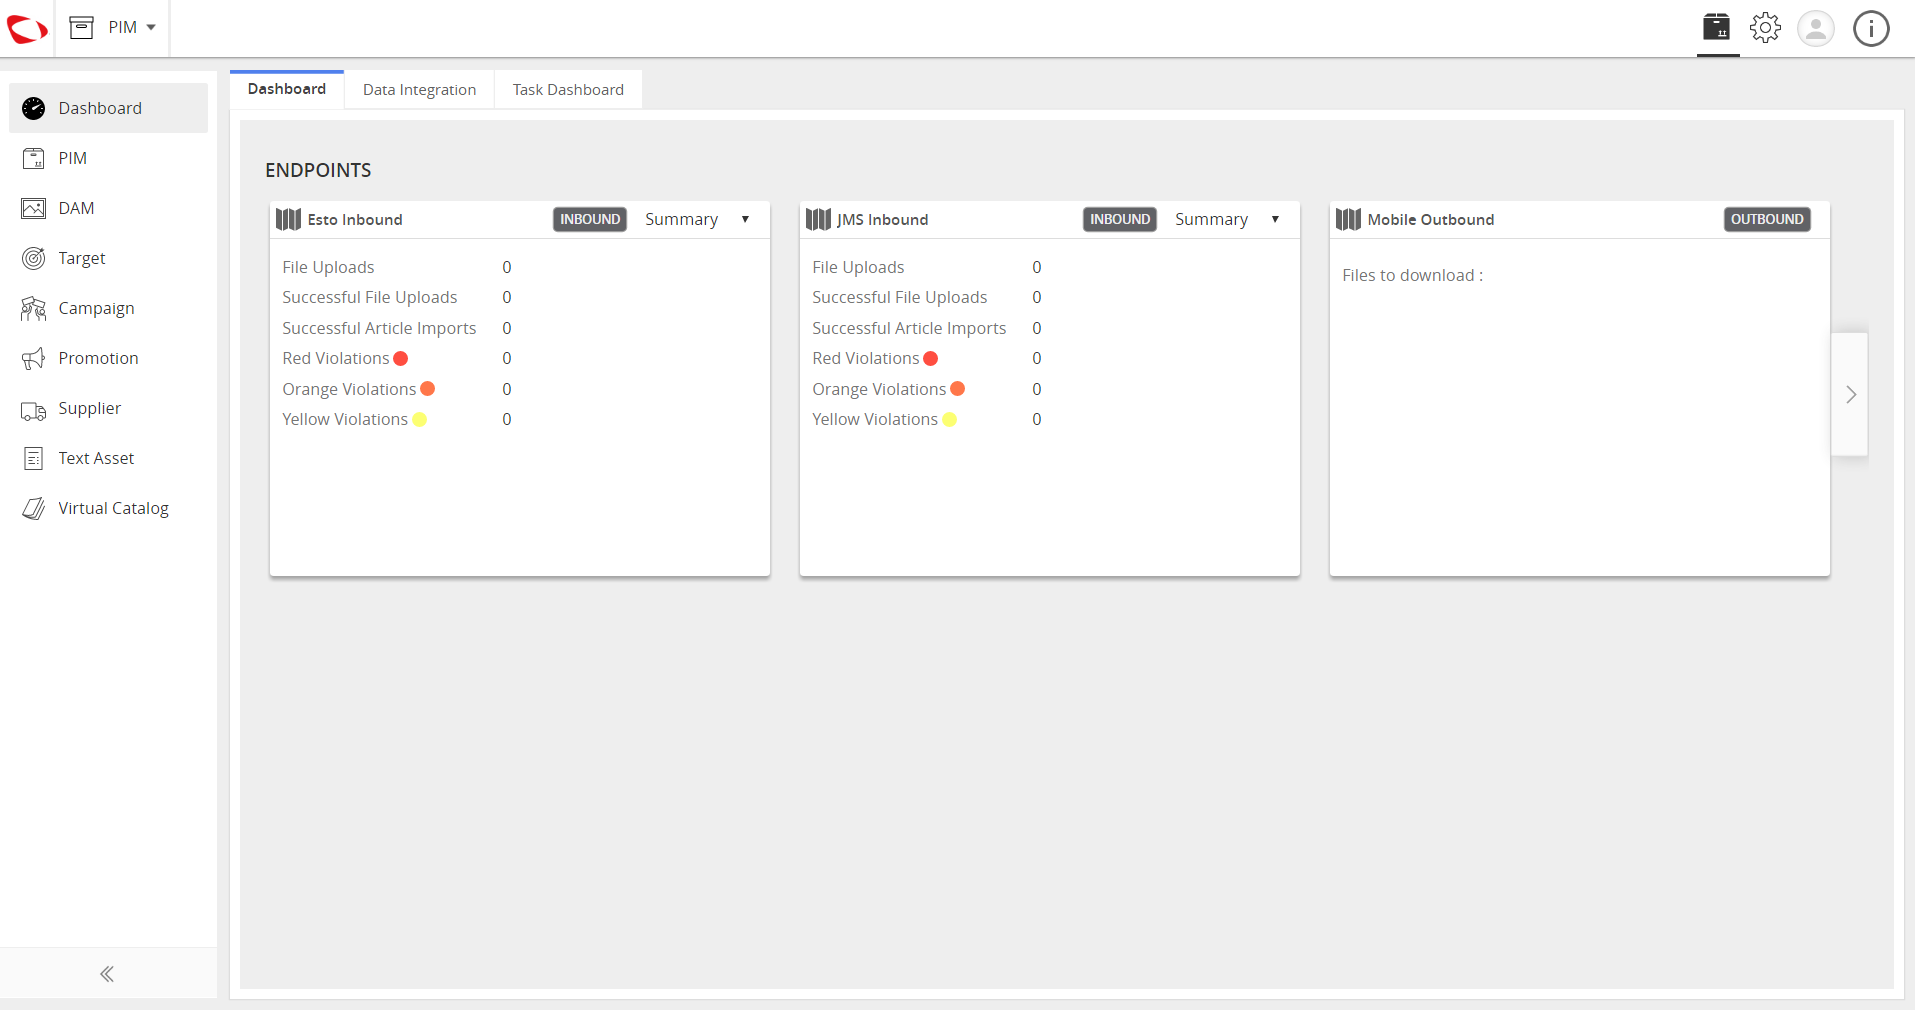 PIM
Dashboard
PIM
DAM
Target
Campaign
Promotion
Supplier
Text Asset
Virtual Catalog
Dashboard Data Integration Task Dashboard
ENDPOINTS
Esto Inbound INBOUND Summary
File Uploads 0
Successful File Uploads 0
Successful Article Imports 0
Red Violations 0
Orange Violations 0
Yellow Violations 0
JMS Inbound INBOUND Summary
File Uploads 0
Successful File Uploads 0
Successful Article Imports 0
Red Violations 0
Orange Violations 0
Yellow Violations 0
Mobile Outbound OUTBOUND
Files to download :